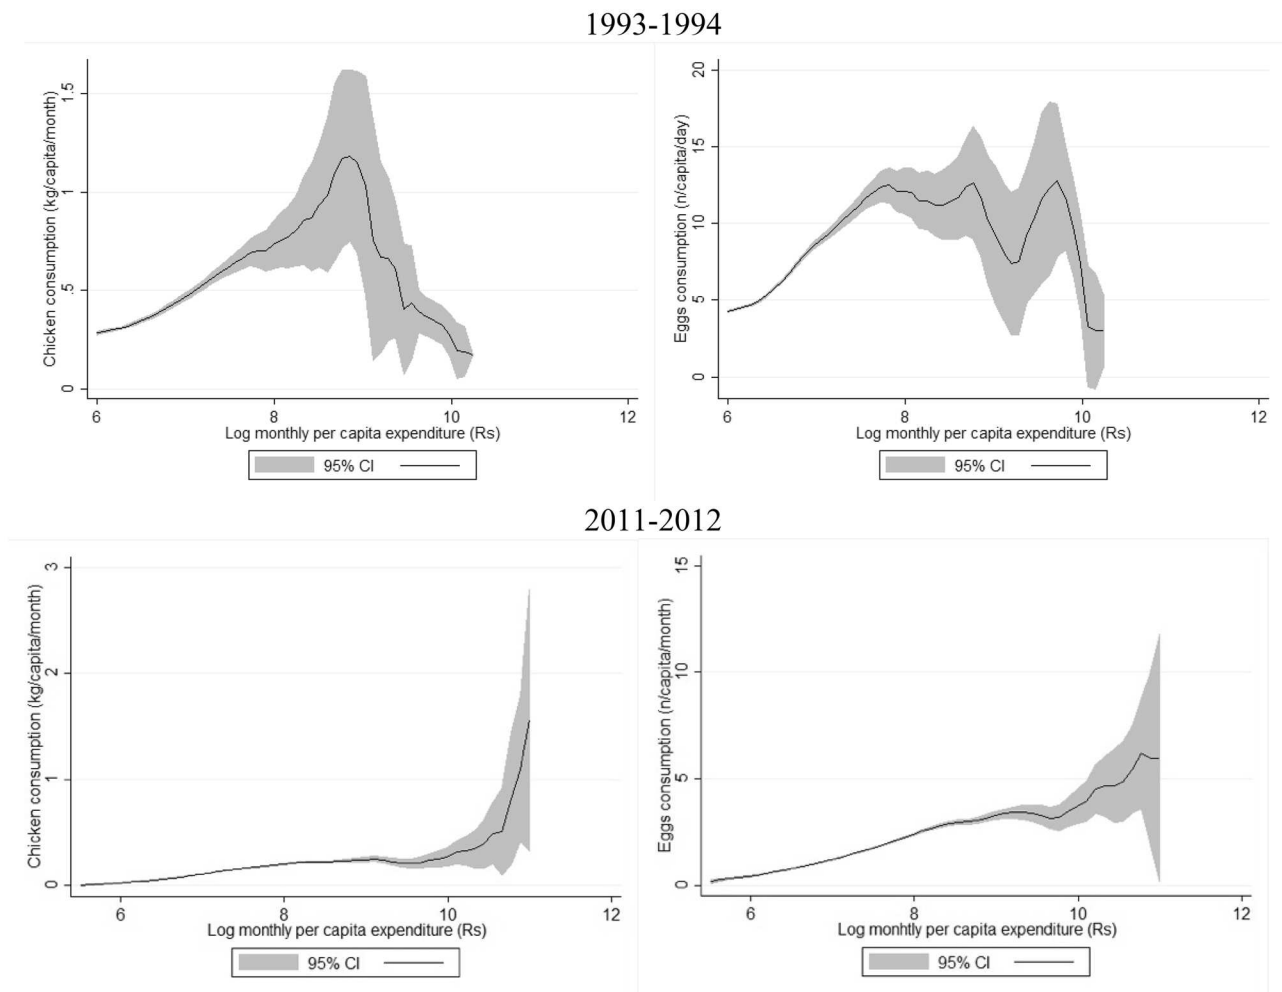 1993-1994
Chicken consumption (kg/capita/month)
1.5
1
.5
0
6 8 10 12
Log monthly per capita expenditure (Rs)
95% CI
Eggs consumption (n/capita/day)
20
15
10
5
0
6 8 10 12
Log monthly per capita expenditure (Rs)
95% CI
2011-2012
Chicken consumption (kg/capita/month)
3
2
1
0
6 8 10 12
Log monhtly per capita expenditure (Rs)
95% CI
Eggs consumption (n/capita/month)
15
10
5
0
6 8 10 12
Log monhtly per capita expenditure (Rs)
95% CI